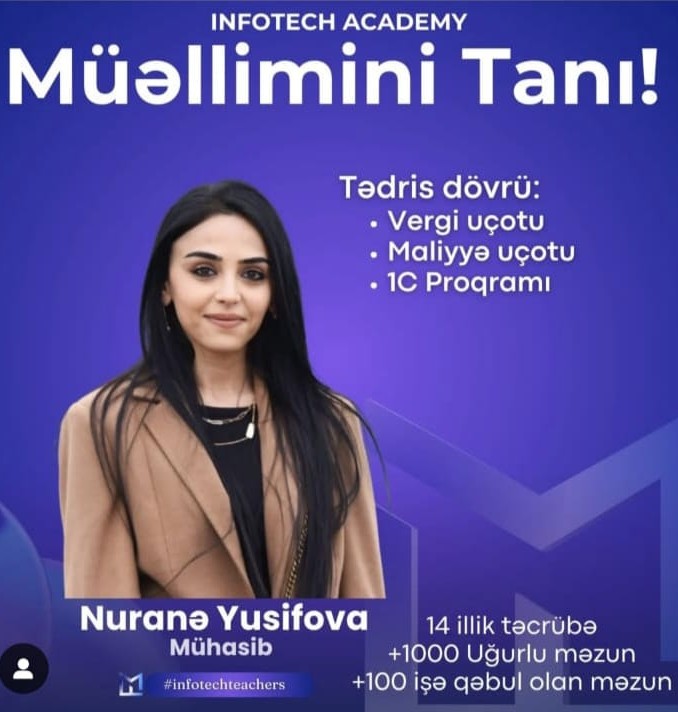 INFOTECH ACADEMY
Müəllimini Tanı!
Tədris dövrü:
• Vergi uçotu
• Maliyyə uçotu
• 1C Proqramı
Nuranə Yusifova
Mühasib
#infotechteachers
14 illik təcrübə
+1000 Uğurlu məzun
+100 işə qəbul olan məzun